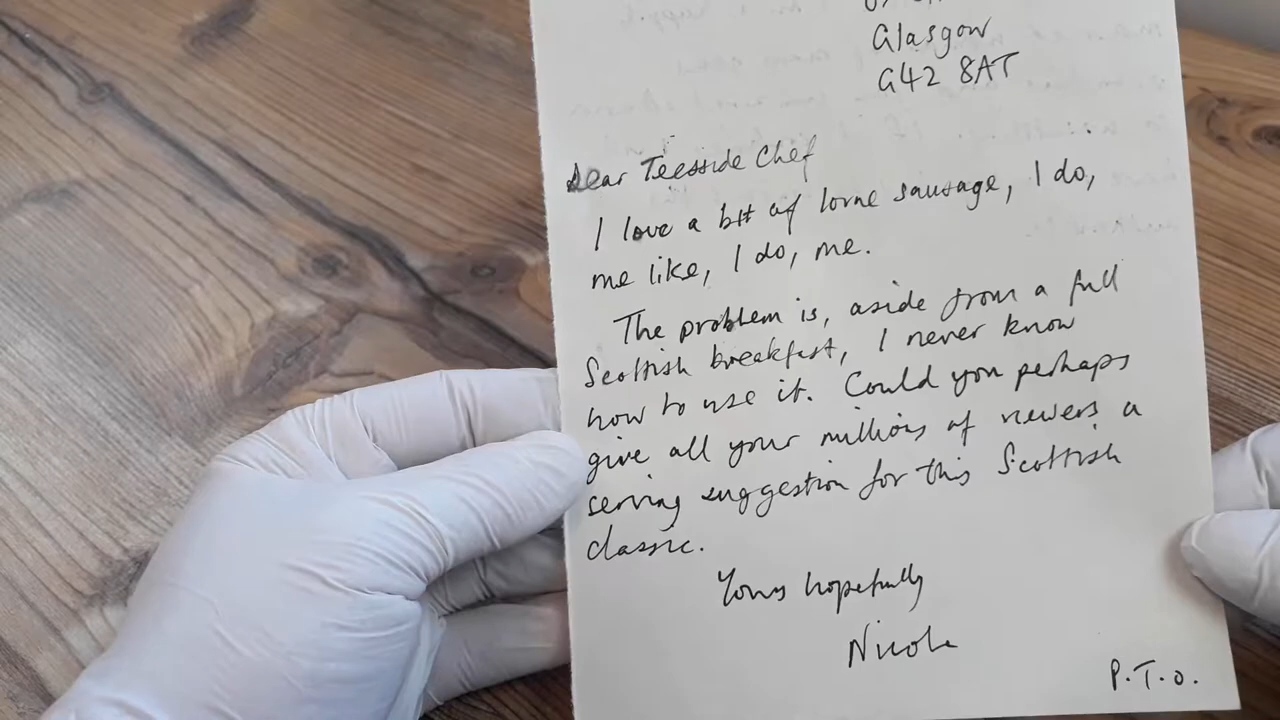 Glasgow
G42 8AT
Dear Teesside Chef
I love a bit of lorne sausage, I do,
me like, I do, me.
The problem is, aside from a full
Scottish breakfast, I never know
how to use it. Could you perhaps
give all your millions of viewers a
serving suggestion for this Scottish
classic.
Yours hopefully
Nicola
P.T.O.